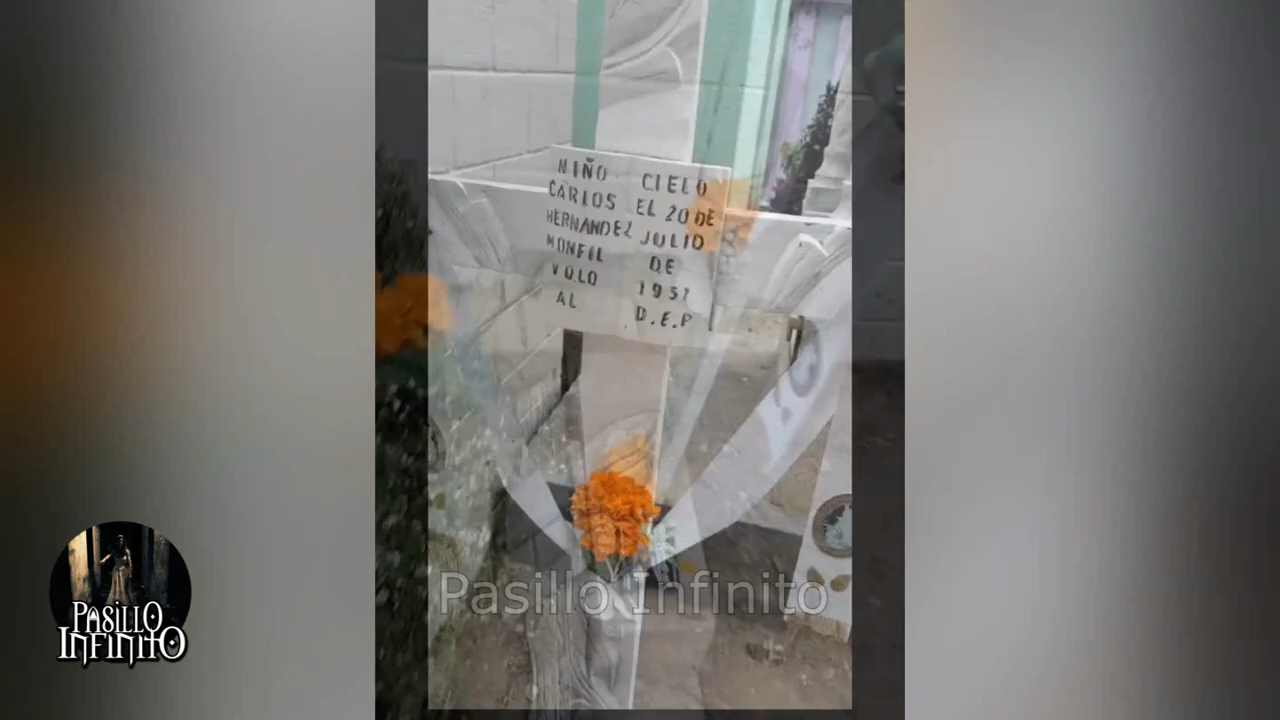 NIÑO
CARLOS
HERNANDEZ
MONFIL
VOLO
AL
CIELO
EL 20 DE
JULIO
DE
1957
D.E.P
Pasillo Infinito
PASILLO
INFINITO